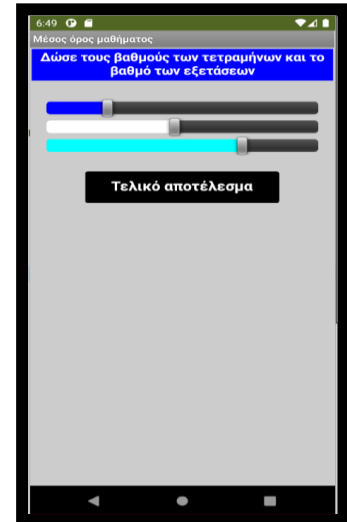 6:49
Μέσος όρος μαθήματος
Δώσε τους βαθμούς των τετραμήνων και το
βαθμό των εξετάσεων
Τελικό αποτέλεσμα